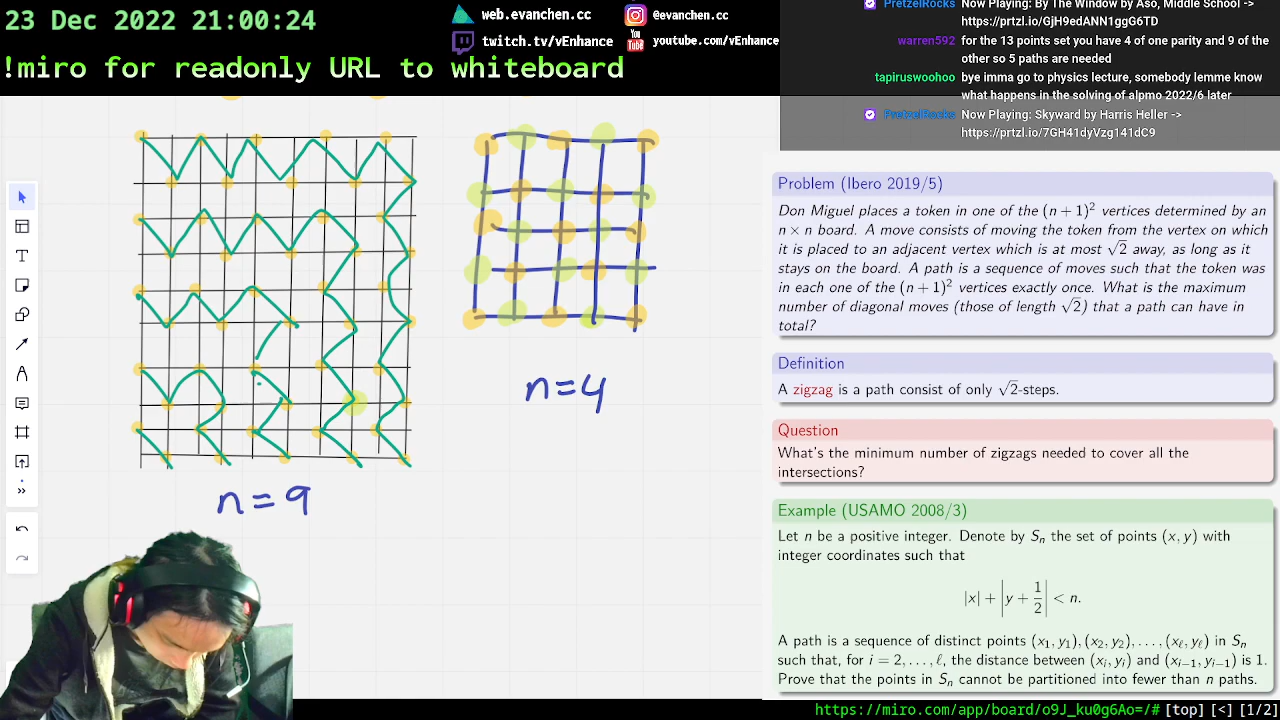 23 Dec 2022 21:00:24
!miro for readonly URL to whiteboard
web.evanchen.cc
@evanchen.cc
twitch.tv/vEnhance
youtube.com/vEnhance
https://prtzl.io/GjH9edANN1ggG6TD
warren592 for the 13 points one you have 4 of one parity and 9 of the
other so 5 paths are needed
tapiruswoohoo bye imma go to physics lecture, somebody lemme know
what happens in the solving of alpmo 2022/6 later
PretzelRocks Now Playing: Skyward by Harris Heller ->
https://prtzl.io/7GH41qyVzg141dC9
n=9
n=4
Problem (Ibero 2019/5)
Don Miguel places a token in one of the (n + 1)² vertices determined by an
n × n board. A move consists of moving the token from the vertex on which
it is placed to an adjacent vertex which is at most √2 away, as long as it
stays on the board. A path is a sequence of moves such that the token was
in each one of the (n + 1)² vertices exactly once. What is the maximum
number of diagonal moves (those of length √2) that a path can have in
total?
Definition
A zigzag is a path consist of only √2-steps.
Question
What's the minimum number of zigzags needed to cover all the
intersections?
Example (USAMO 2008/3)
Let n be a positive integer. Denote by Sₙ the set of points (x, y) with
integer coordinates such that
|x| + |y + 1/2| < n.
A path is a sequence of distinct points (x₁, y₁), (x₂, y₂), . . . , (xℓ, yℓ) in Sₙ
such that, for i = 2, . . . , ℓ, the distance between (xᵢ, yᵢ) and (xᵢ₋₁, yᵢ₋₁) is 1.
Prove that the points in Sₙ cannot be partitioned into fewer than n paths.
https://miro.com/app/board/o9J_ku0g6Ao=/# [top] [<] [1/2]